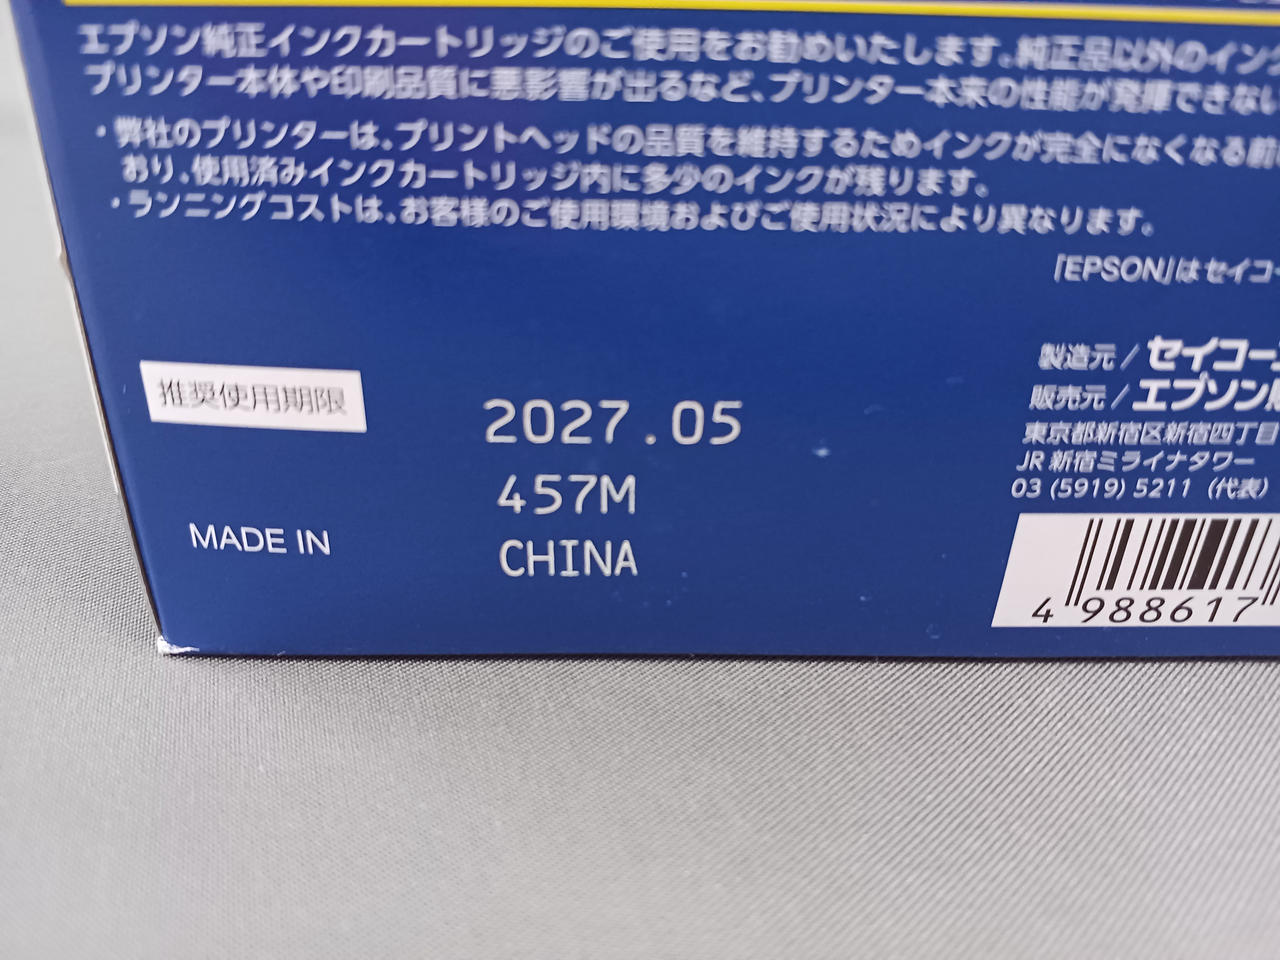 エプソン純正インクカートリッジのご使用をお勧めいたします。純正品以外のインク
プリンター本体や印刷品質に悪影響が出るなど、プリンター本来の性能が発揮できない
・弊社のプリンターは、プリントヘッドの品質を維持するためインクが完全になくなる前
おり、使用済みインクカートリッジ内に多少のインクが残ります。
・ランニングコストは、お客様のご使用環境およびご使用状況により異なります。
「EPSON」はセイコー
製造元/セイコー
販売元/エプソン
東京都新宿区新宿四丁目
JR 新宿ミライナタワー
03 (5919) 5211 (代表)
推奨使用期限
2027.05
457M
MADE IN
CHINA
4 988617